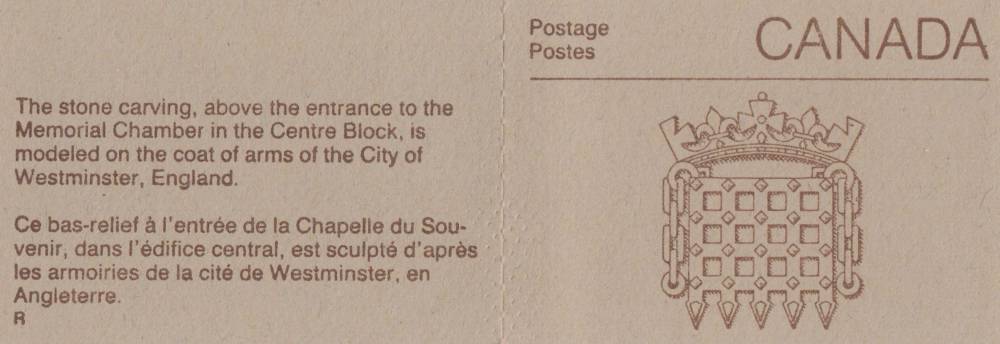 The stone carving, above the entrance to the
Memorial Chamber in the Centre Block, is
modeled on the coat of arms of the City of
Westminster, England.
Ce bas-relief à l'entrée de la Chapelle du Sou-
venir, dans l'édifice central, est sculpté d'après
les armoiries de la cité de Westminster, en
Angleterre.
R
Postage
Postes
CANADA